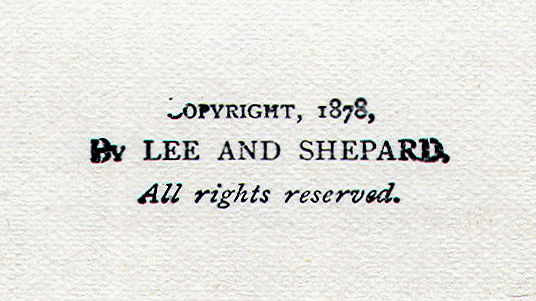 Copyright, 1878,
By LEE AND SHEPARD,
All rights reserved.